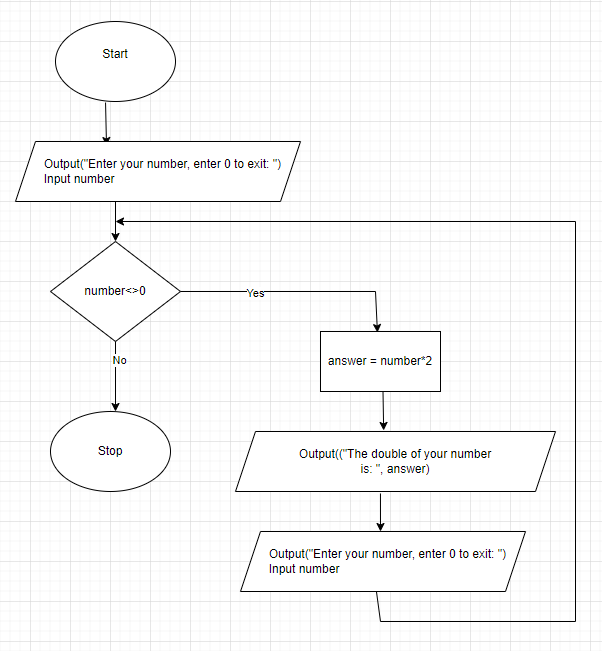 Start
Output("Enter your number, enter 0 to exit: ")
Input number
number<>0
Yes
answer = number*2
No
Output(("The double of your number
is: ", answer)
Stop
Output("Enter your number, enter 0 to exit: ")
Input number